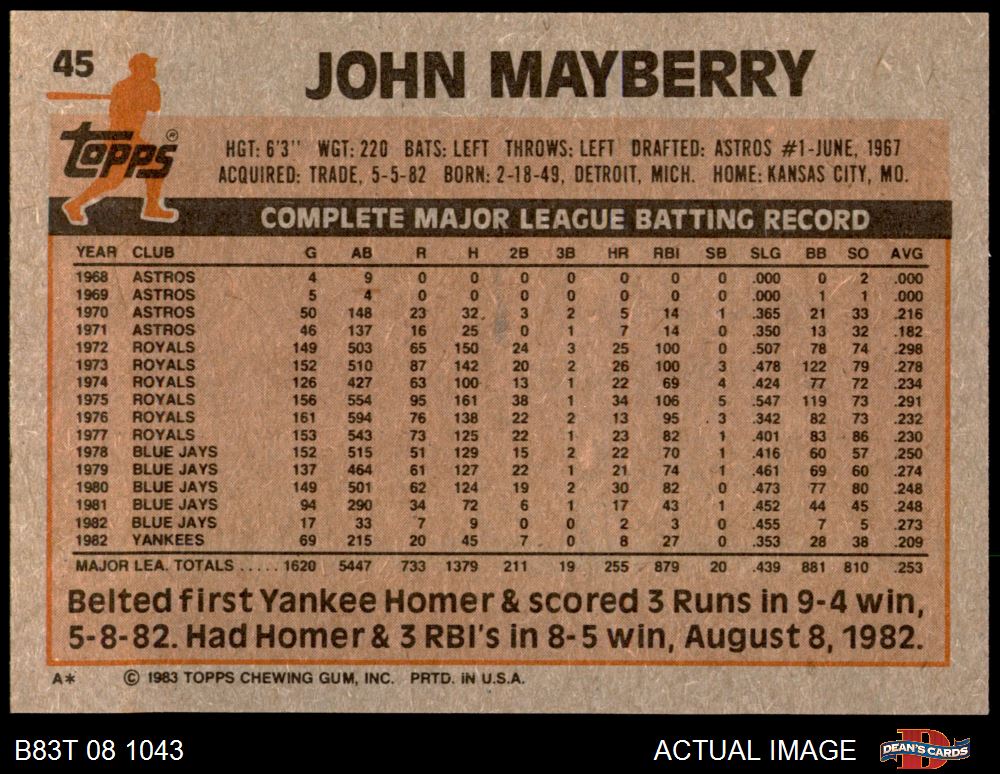 45
JOHN MAYBERRY
Topps®
HGT: 6'3" WGT: 220 BATS: LEFT THROWS: LEFT DRAFTED: ASTROS #1-JUNE, 1967
ACQUIRED: TRADE, 5-5-82 BORN: 2-18-49, DETROIT, MICH. HOME: KANSAS CITY, MO.
COMPLETE MAJOR LEAGUE BATTING RECORD
YEAR CLUB G AB R H 2B 3B HR RBI SB SLG BB SO AVG
1968 ASTROS 4 9 0 0 0 0 0 0 0 .000 0 2 .000
1969 ASTROS 5 4 0 0 0 0 0 0 0 .000 1 1 .000
1970 ASTROS 50 148 23 32 3 2 5 14 1 .365 21 33 .216
1971 ASTROS 46 137 16 25 0 1 7 14 0 .350 13 32 .182
1972 ROYALS 149 503 65 150 24 3 25 100 0 .507 78 74 .298
1973 ROYALS 152 510 87 142 20 2 26 100 3 .478 122 79 .278
1974 ROYALS 126 427 63 100 13 1 22 69 4 .424 77 72 .234
1975 ROYALS 156 554 95 161 38 1 34 106 5 .547 119 73 .291
1976 ROYALS 161 594 76 138 22 2 13 95 3 .342 82 73 .232
1977 ROYALS 153 543 73 125 22 1 23 82 1 .401 83 86 .230
1978 BLUE JAYS 152 515 51 129 15 2 22 70 1 .416 60 57 .250
1979 BLUE JAYS 137 464 61 127 22 1 21 74 1 .461 69 60 .274
1980 BLUE JAYS 149 501 62 124 19 2 30 82 0 .473 77 80 .248
1981 BLUE JAYS 94 290 34 72 6 1 17 43 1 .452 44 45 .248
1982 BLUE JAYS 17 33 7 9 0 0 2 3 0 .455 7 5 .273
1982 YANKEES 69 215 20 45 7 0 8 27 0 .353 28 38 .209
MAJOR LEA. TOTALS ..... 1620 5447 733 1379 211 19 255 879 20 .439 881 810 .253
Belted first Yankee Homer & scored 3 Runs in 9-4 win,
5-8-82. Had Homer & 3 RBI's in 8-5 win, August 8, 1982.
A* © 1983 TOPPS CHEWING GUM, INC. PRTD. IN U.S.A.
B83T 08 1043 ACTUAL IMAGE DEAN'S CARDS